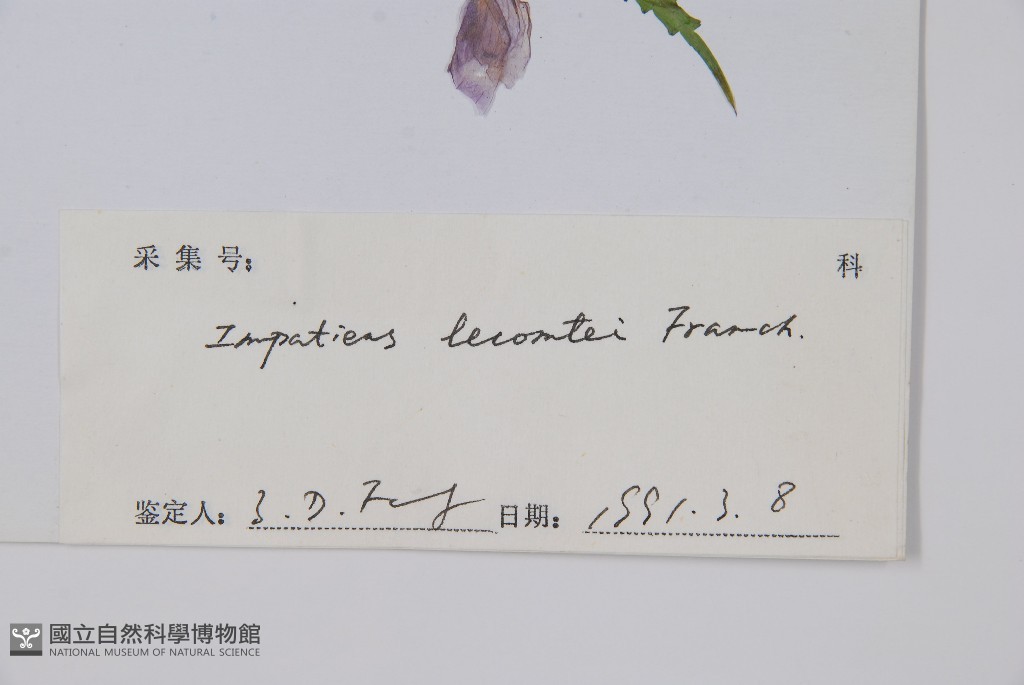 采集号： 科
Impatiens lecomtei Franch.
鉴定人： Z. D. Fang 日期： 1991. 3. 8
國立自然科學博物館
NATIONAL MUSEUM OF NATURAL SCIENCE